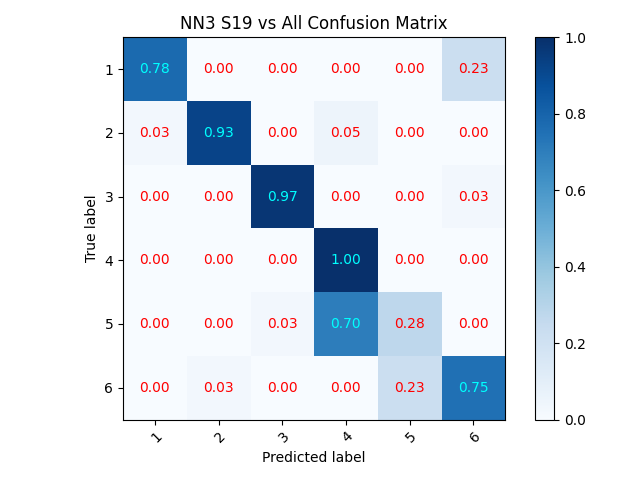 NN3 S19 vs All Confusion Matrix
1 0.78 0.00 0.00 0.00 0.00 0.23
2 0.03 0.93 0.00 0.05 0.00 0.00
3 0.00 0.00 0.97 0.00 0.00 0.03
4 0.00 0.00 0.00 1.00 0.00 0.00
5 0.00 0.00 0.03 0.70 0.28 0.00
6 0.00 0.03 0.00 0.00 0.23 0.75
1 2 3 4 5 6
True label
Predicted label
1.0
0.8
0.6
0.4
0.2
0.0